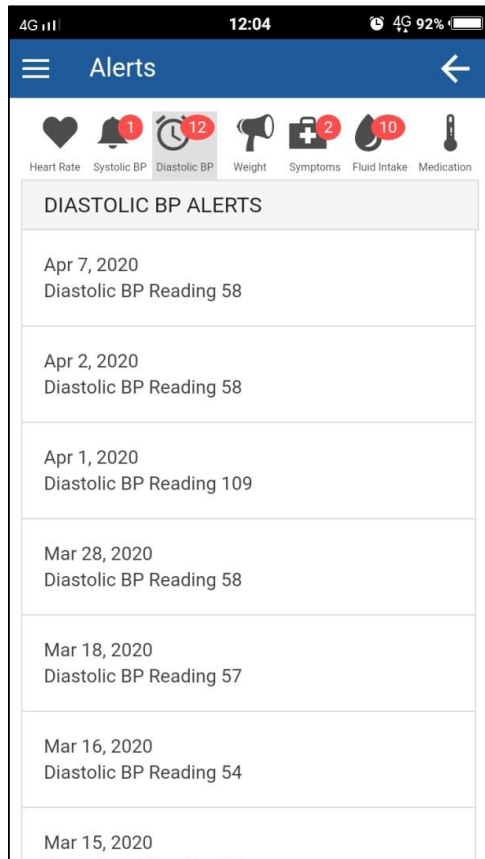 4G 12:04 4G 92%
Alerts
1 12 2 10
Heart Rate Systolic BP Diastolic BP Weight Symptoms Fluid Intake Medication
DIASTOLIC BP ALERTS
Apr 7, 2020
Diastolic BP Reading 58
Apr 2, 2020
Diastolic BP Reading 58
Apr 1, 2020
Diastolic BP Reading 109
Mar 28, 2020
Diastolic BP Reading 58
Mar 18, 2020
Diastolic BP Reading 57
Mar 16, 2020
Diastolic BP Reading 54
Mar 15, 2020